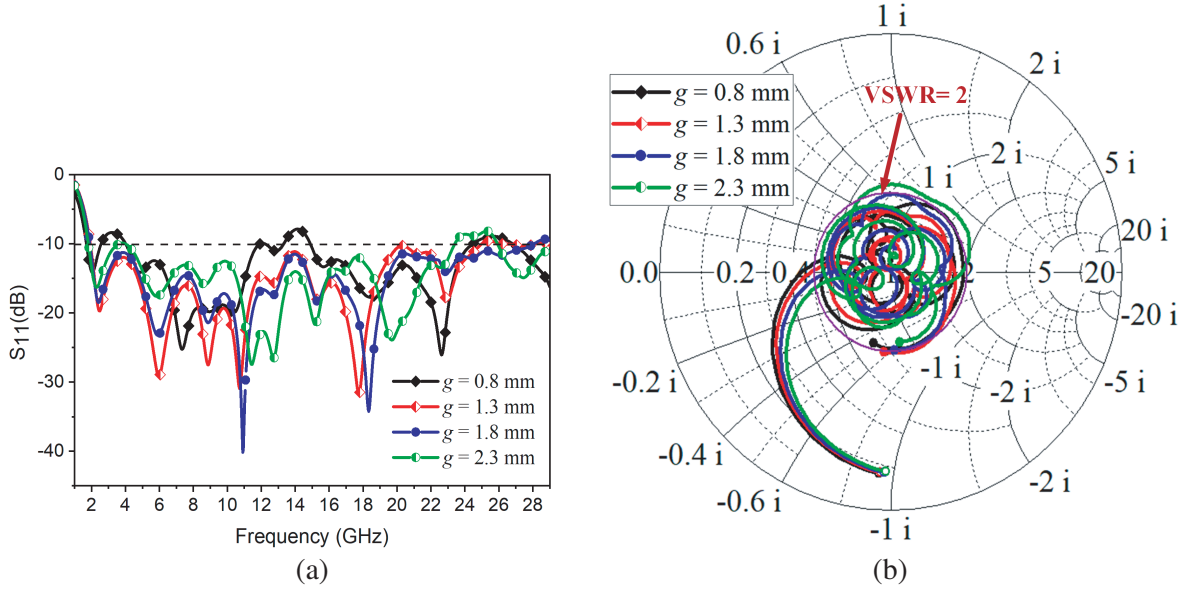 0
-10
-20
-30
-40
S11(dB)
2 4 6 8 10 12 14 16 18 20 22 24 26 28
Frequency (GHz)
g = 0.8 mm
g = 1.3 mm
g = 1.8 mm
g = 2.3 mm
(a)
g = 0.8 mm
g = 1.3 mm
g = 1.8 mm
g = 2.3 mm
VSWR= 2
1 i
0.6 i
2 i
5 i
20 i
2 i
1 i
0.0 0.2 0.4 1 2 5 20
-20 i
-5 i
-2 i
-1 i
-0.2 i
-0.4 i
-0.6 i
-1 i
-2 i
(b)